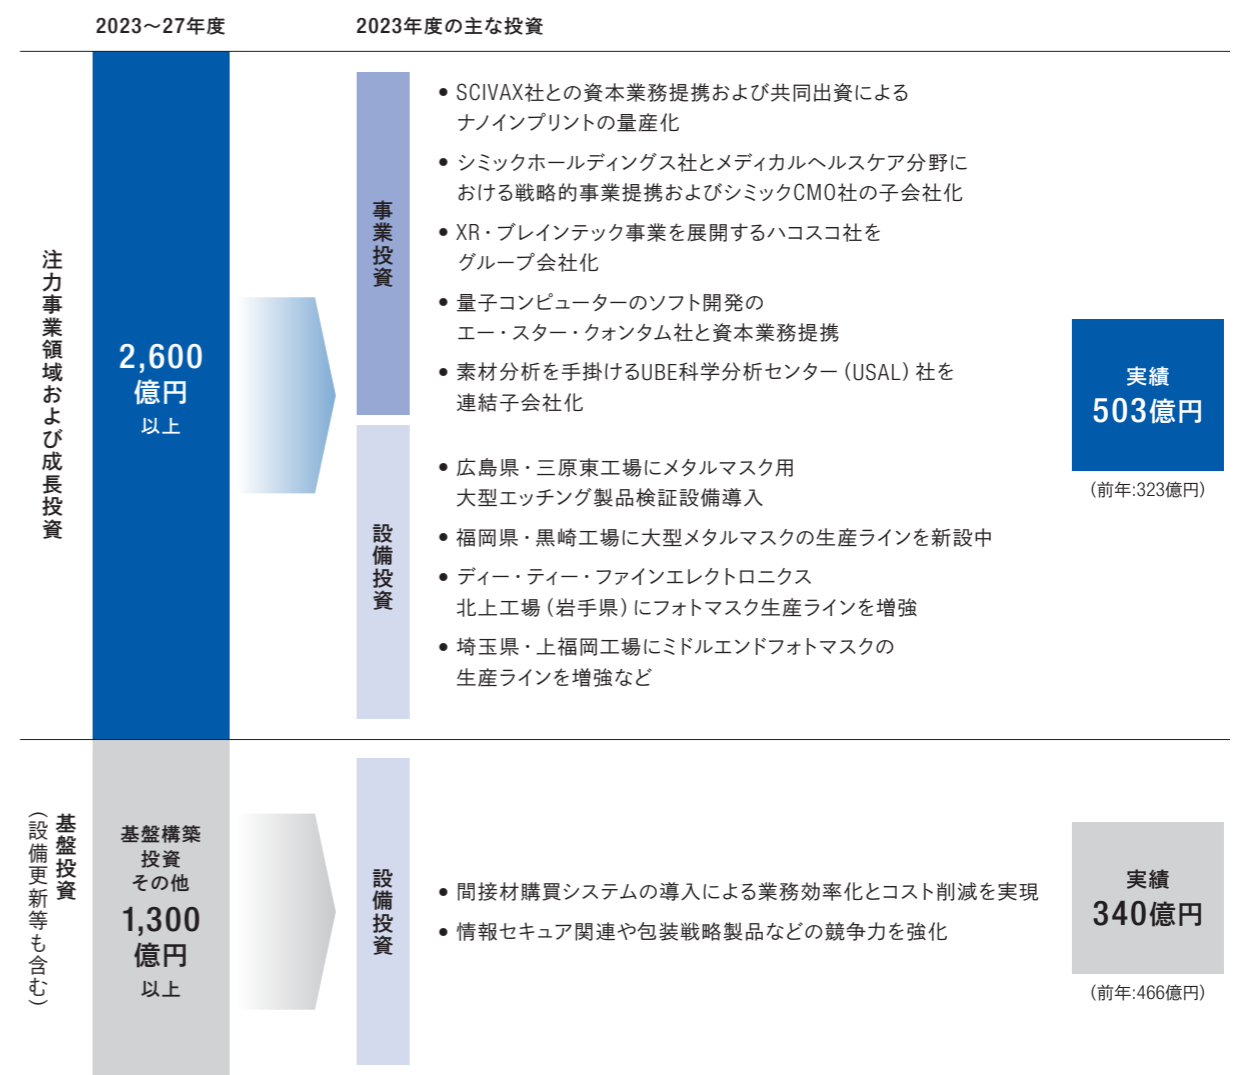 2023～27年度
2023年度の主な投資
注力事業領域および成長投資
2,600
億円
以上
事業投資
• SCIVAX社との資本業務提携および共同出資による
ナノインプリントの量産化
• シミックホールディングス社とメディカルヘルスケア分野に
おける戦略的事業提携およびシミックCMO社の子会社化
• XR・ブレインテック事業を展開するハコスコ社を
グループ会社化
• 量子コンピューターのソフト開発の
エー・スター・クォンタム社と資本業務提携
• 素材分析を手掛けるUBE科学分析センター（USAL）社を
連結子会社化
設備投資
• 広島県・三原東工場にメタルマスク用
大型エッチング製品検証設備導入
• 福岡県・黒崎工場に大型メタルマスクの生産ラインを新設中
• ディー・ティー・ファインエレクトロニクス
北上工場（岩手県）にフォトマスク生産ラインを増強
• 埼玉県・上福岡工場にミドルエンドフォトマスクの
生産ラインを増強など
実績
503億円
（前年:323億円）
基盤投資
（設備更新等も含む）
基盤構築
投資
その他
1,300
億円
以上
設備投資
• 間接材購買システムの導入による業務効率化とコスト削減を実現
• 情報セキュア関連や包装戦略製品などの競争力を強化
実績
340億円
（前年:466億円）